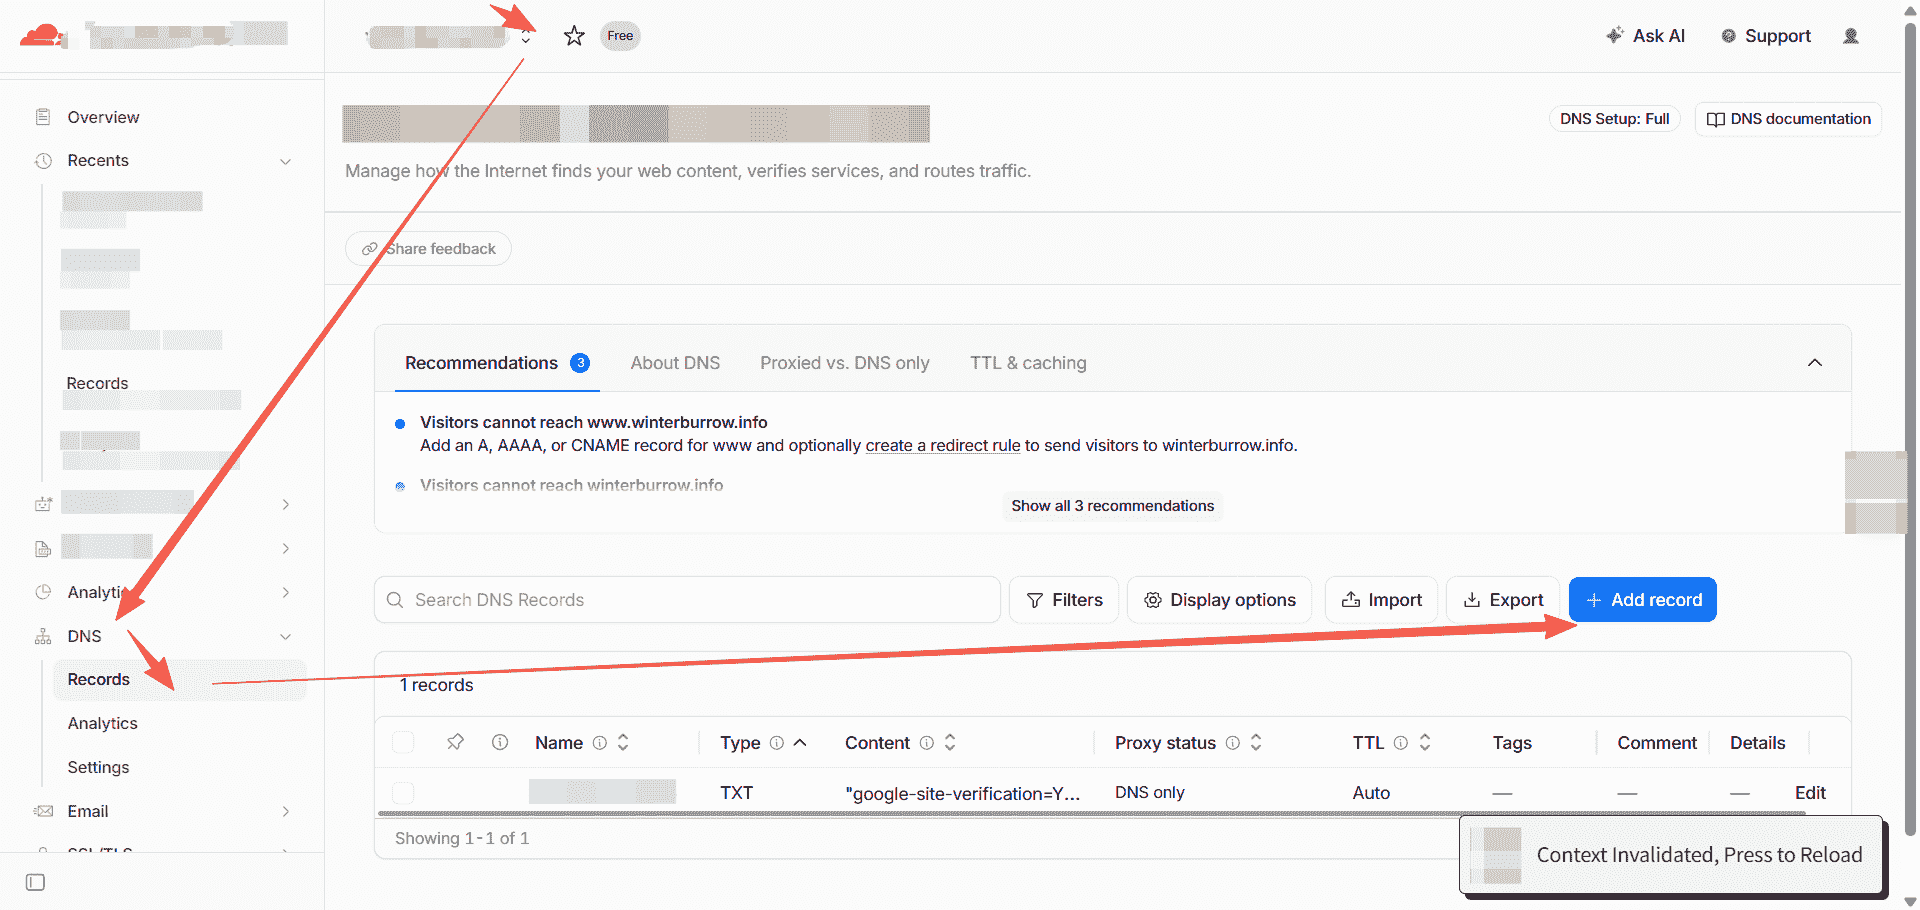 Free
Ask AI
Support
Overview
Recents
Records
Analytic
DNS
Records
Analytics
Settings
Email
SSL/TLS
DNS Setup: Full
DNS documentation
Manage how the Internet finds your web content, verifies services, and routes traffic.
Share feedback
Recommendations 3
About DNS
Proxied vs. DNS only
TTL & caching
Visitors cannot reach www.winterburrow.info
Add an A, AAAA, or CNAME record for www and optionally create a redirect rule to send visitors to winterburrow.info.
Visitors cannot reach winterburrow.info
Show all 3 recommendations
Search DNS Records
Filters
Display options
Import
Export
Add record
1 records
Name
Type
Content
Proxy status
TTL
Tags
Comment
Details
TXT
"google-site-verification=Y...
DNS only
Auto
—
—
—
Edit
Showing 1-1 of 1
Context Invalidated, Press to Reload